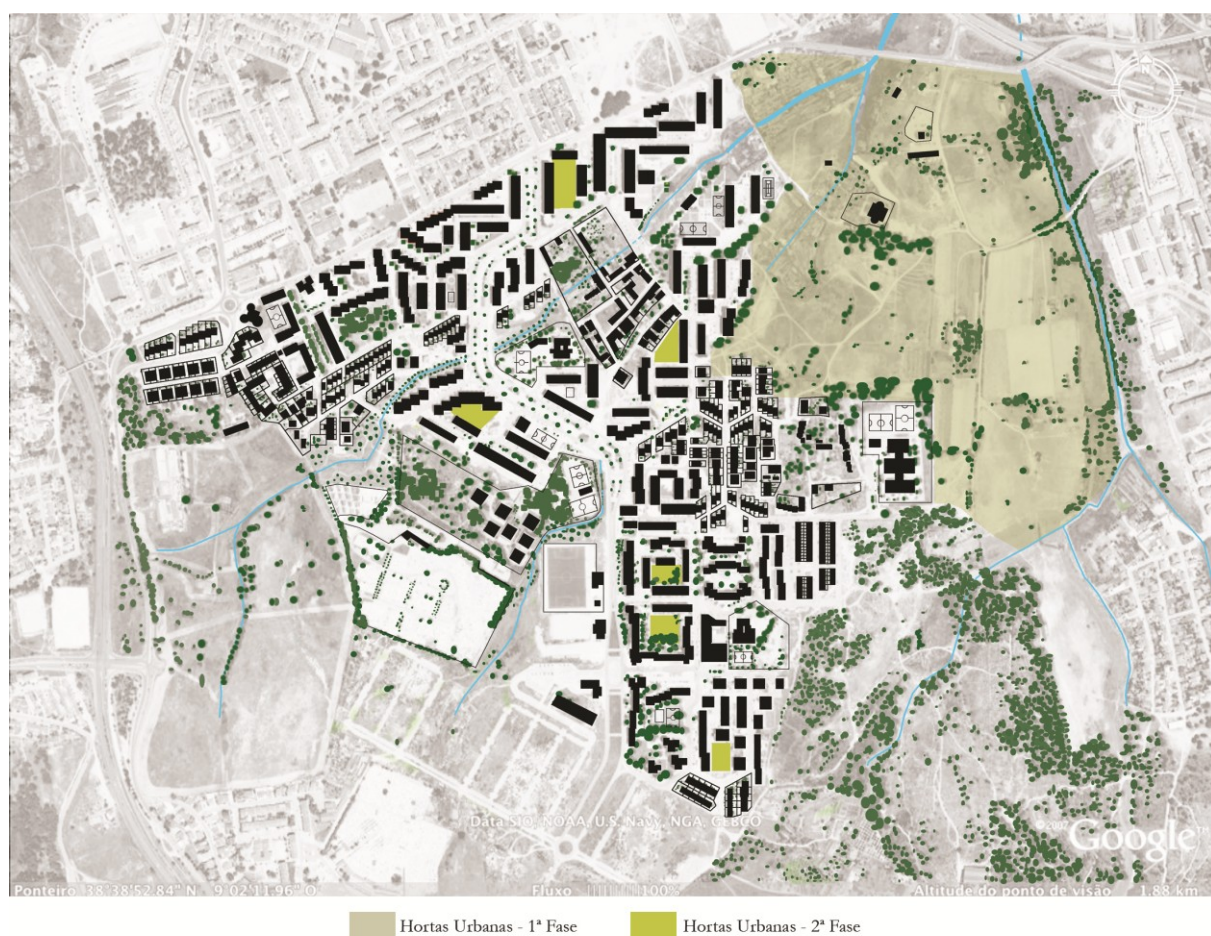 N
Data SIO, NOAA, U.S. Navy, NGA, GEBCO
Google
Ponteiro 38°38'52.84" N 9°02'11.96" O
Fluxo 100%
Altitude do ponto de visão 1.88 km
Hortas Urbanas - 1ª Fase
Hortas Urbanas - 2ª Fase